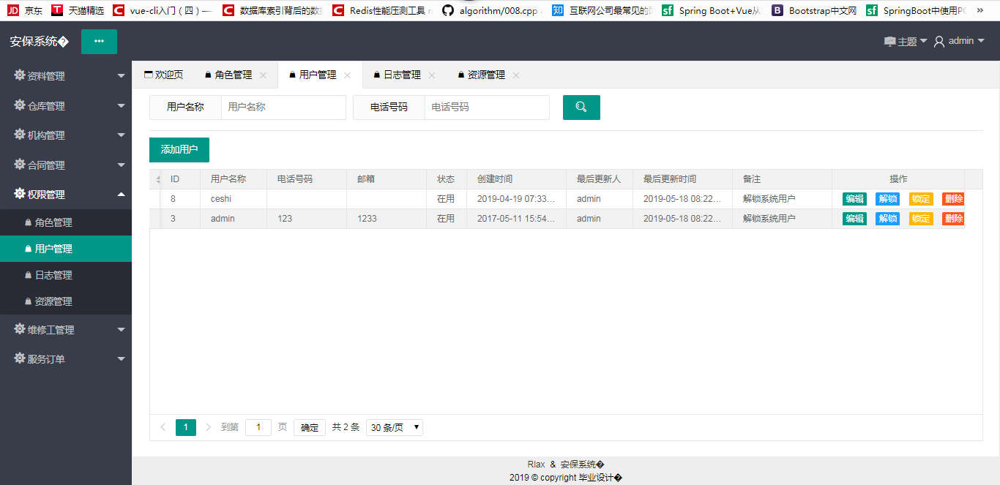 JD 京东 T 天猫精选 C vue-cli入门（四）— C 数据库索引背后的数据 C Redis性能压测工具 r algorithm/008.cpp 知 互联网公司最常见的面 sf Spring Boot+Vue从 B Bootstrap中文网 sf SpringBoot中使用PC »
安保系统�
主题 admin
资料管理
仓库管理
机构管理
合同管理
权限管理
角色管理
用户管理
日志管理
资源管理
维修工管理
服务订单
欢迎页 角色管理 用户管理 日志管理 资源管理
用户名称 用户名称 电话号码 电话号码
添加用户
ID 用户名称 电话号码 邮箱 状态 创建时间 最后更新人 最后更新时间 备注 操作
8 ceshi 在用 2019-04-19 07:33... admin 2019-05-18 08:22... 解锁系统用户 编辑 解锁 锁定 删除
3 admin 123 1233 在用 2017-05-11 15:54... admin 2019-05-18 08:22... 解锁系统用户 编辑 解锁 锁定 删除
1 到第 1 页 确定 共 2 条 30 条/页
Rlax & 安保系统�
2019 © copyright 毕业设计�